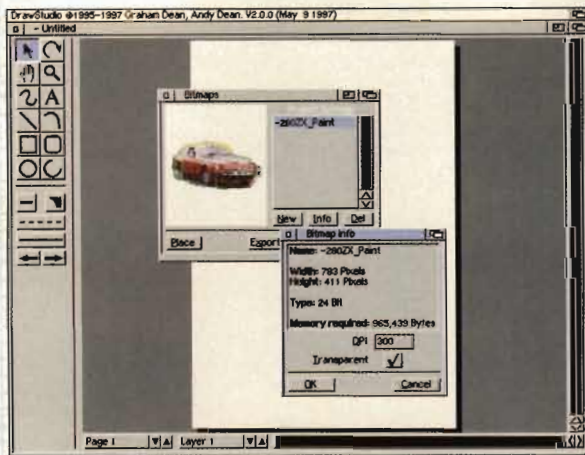 DrawStudio ©1995-1997 Graham Dean, Andy Dean. V2.0.0 (May 9 1997)
- Untitled
A
Bitmaps
~280ZX_Paint
New Info Del
Place Export
Bitmap info
Name: ~280ZX_Paint
Width: 783 Pixels
Height: 411 Pixels
Type: 24 Bit
Memory required: 965,439 Bytes
DPI 300
Transparent
OK Cancel
Page 1 Layer 1